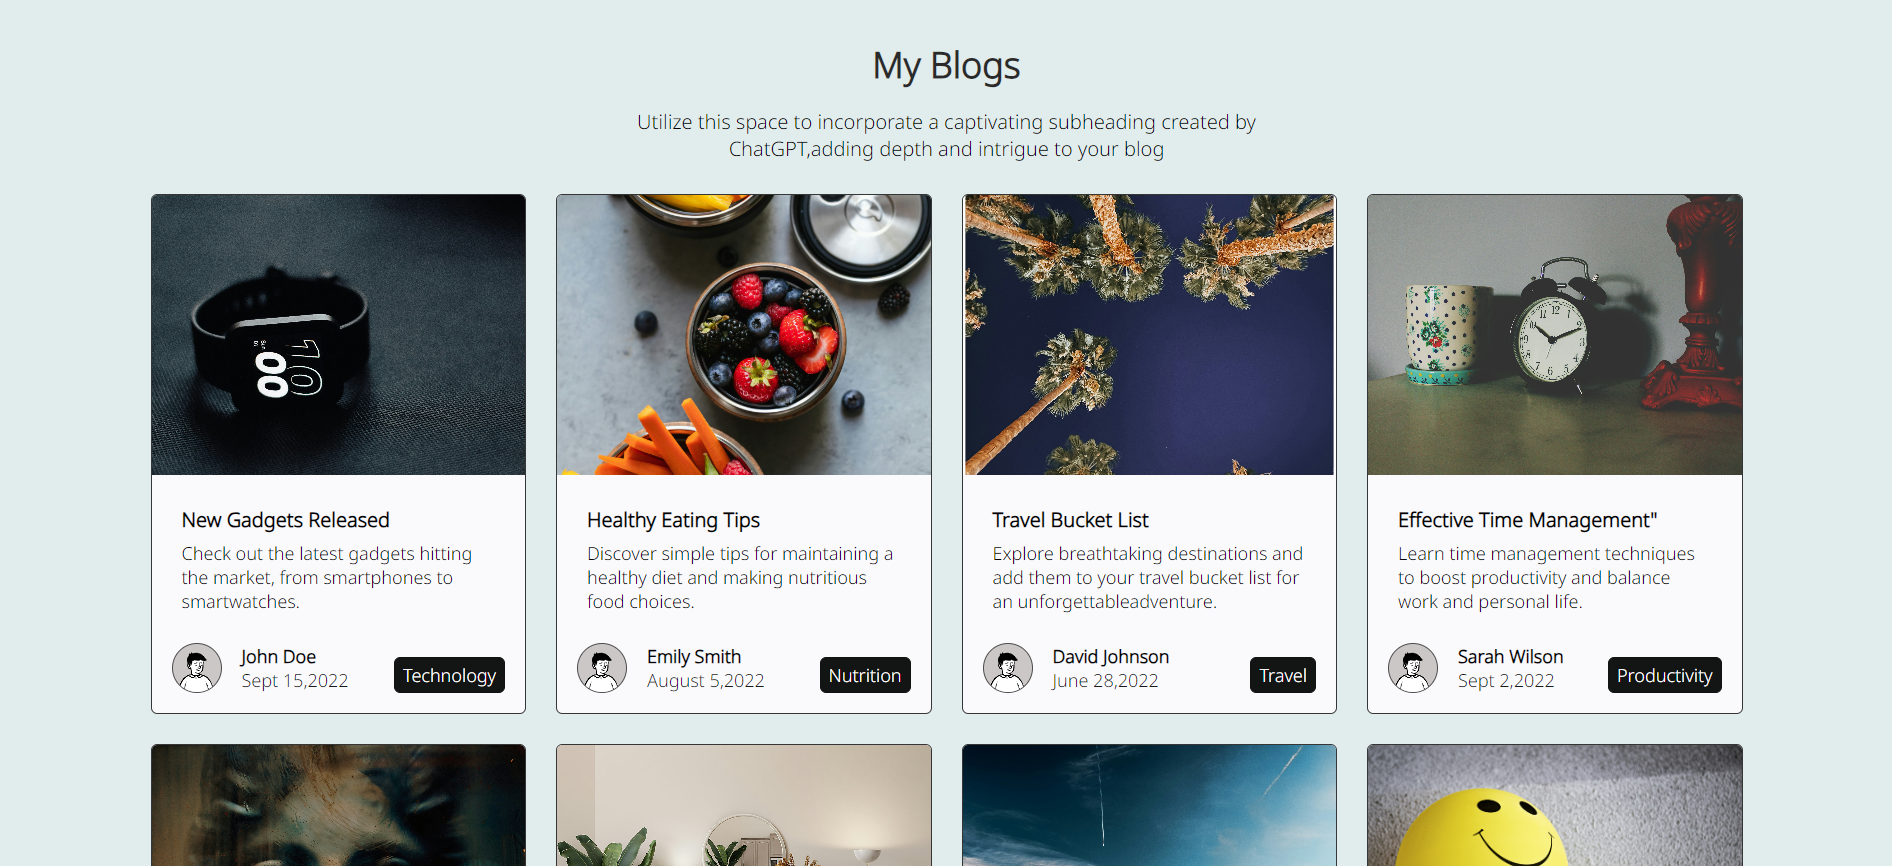 My Blogs
Utilize this space to incorporate a captivating subheading created by
ChatGPT,adding depth and intrigue to your blog
New Gadgets Released
Check out the latest gadgets hitting
the market, from smartphones to
smartwatches.
John Doe
Sept 15,2022
Technology
Healthy Eating Tips
Discover simple tips for maintaining a
healthy diet and making nutritious
food choices.
Emily Smith
August 5,2022
Nutrition
Travel Bucket List
Explore breathtaking destinations and
add them to your travel bucket list for
an unforgettableadventure.
David Johnson
June 28,2022
Travel
Effective Time Management"
Learn time management techniques
to boost productivity and balance
work and personal life.
Sarah Wilson
Sept 2,2022
Productivity